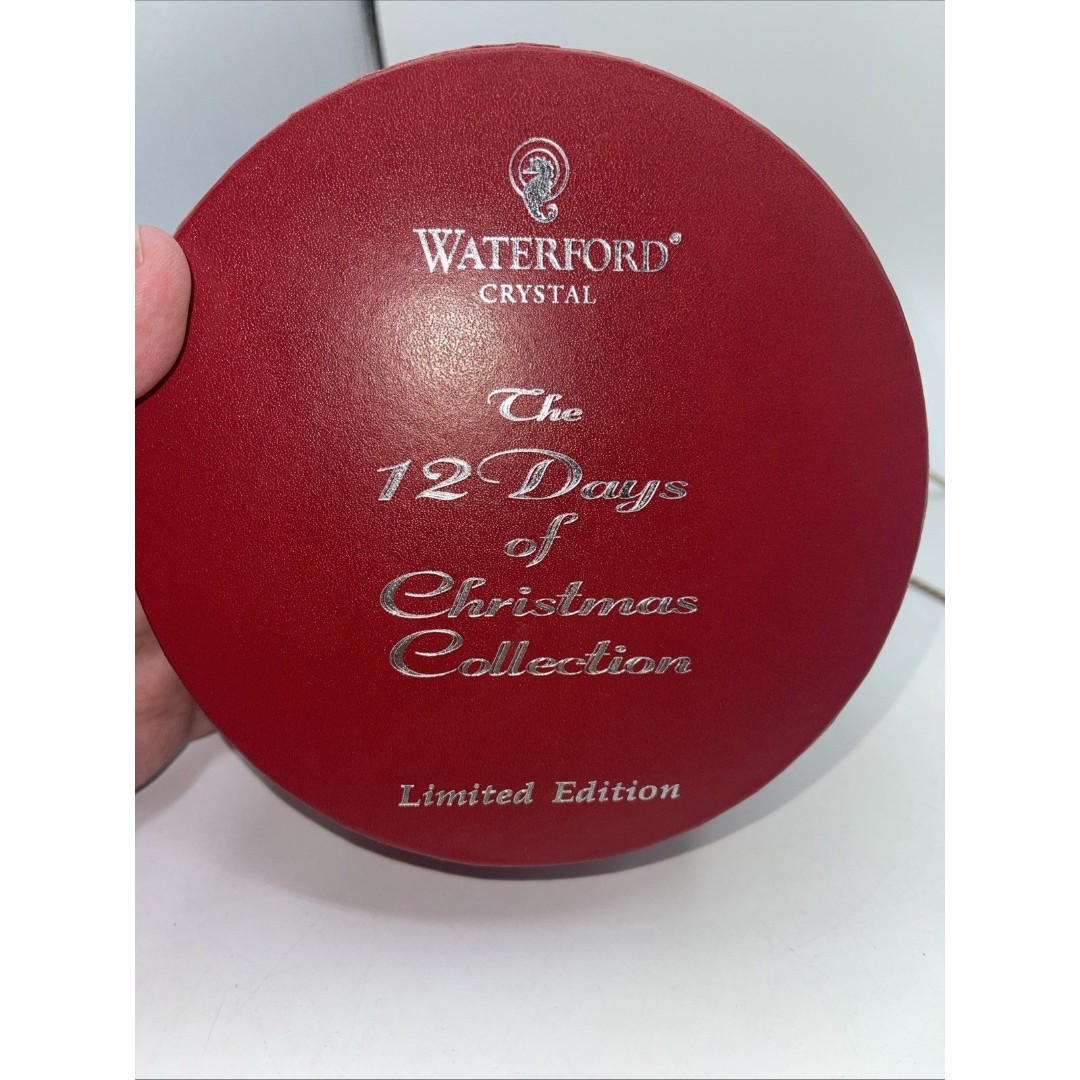 WATERFORD®
CRYSTAL
The
12 Days
of
Christmas
Collection
Limited Edition